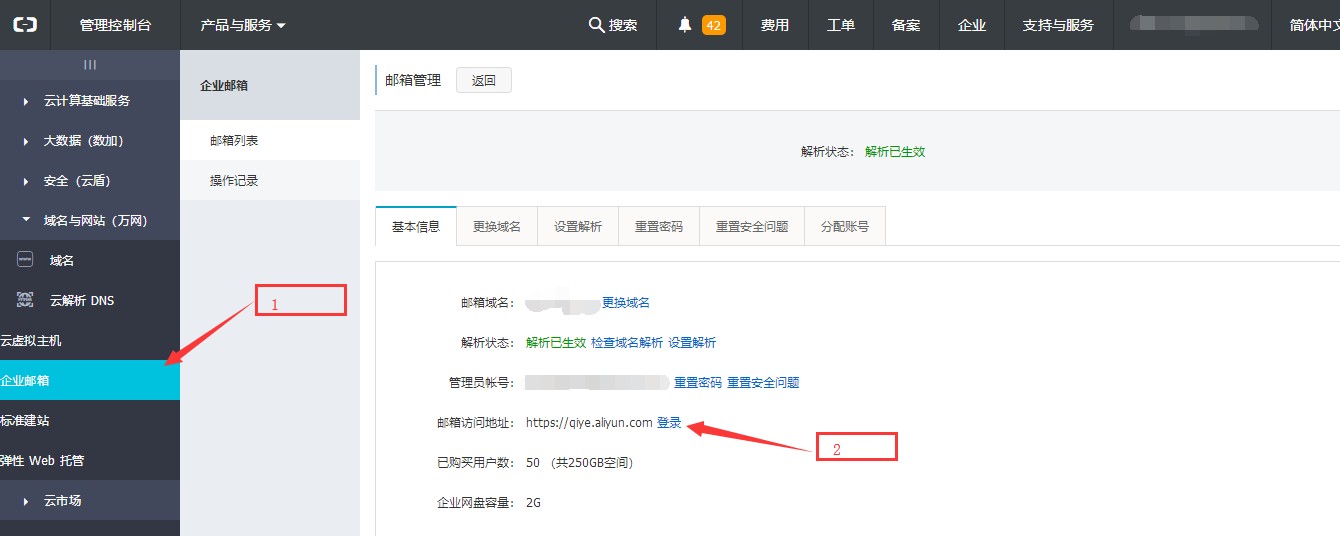 管理控制台 产品与服务 搜索 42 费用 工单 备案 企业 支持与服务 简体中文
云计算基础服务
大数据（数加）
安全（云盾）
域名与网站（万网）
域名
云解析 DNS
云虚拟主机
企业邮箱
标准建站
弹性 Web 托管
云市场
企业邮箱
邮箱列表
操作记录
邮箱管理 返回
解析状态： 解析已生效
基本信息 更换域名 设置解析 重置密码 重置安全问题 分配账号
邮箱域名： 更换域名
解析状态： 解析已生效 检查域名解析 设置解析
管理员帐号： 重置密码 重置安全问题
邮箱访问地址： https://qiye.aliyun.com 登录
已购买用户数： 50 （共250GB空间）
企业网盘容量： 2G
1
2